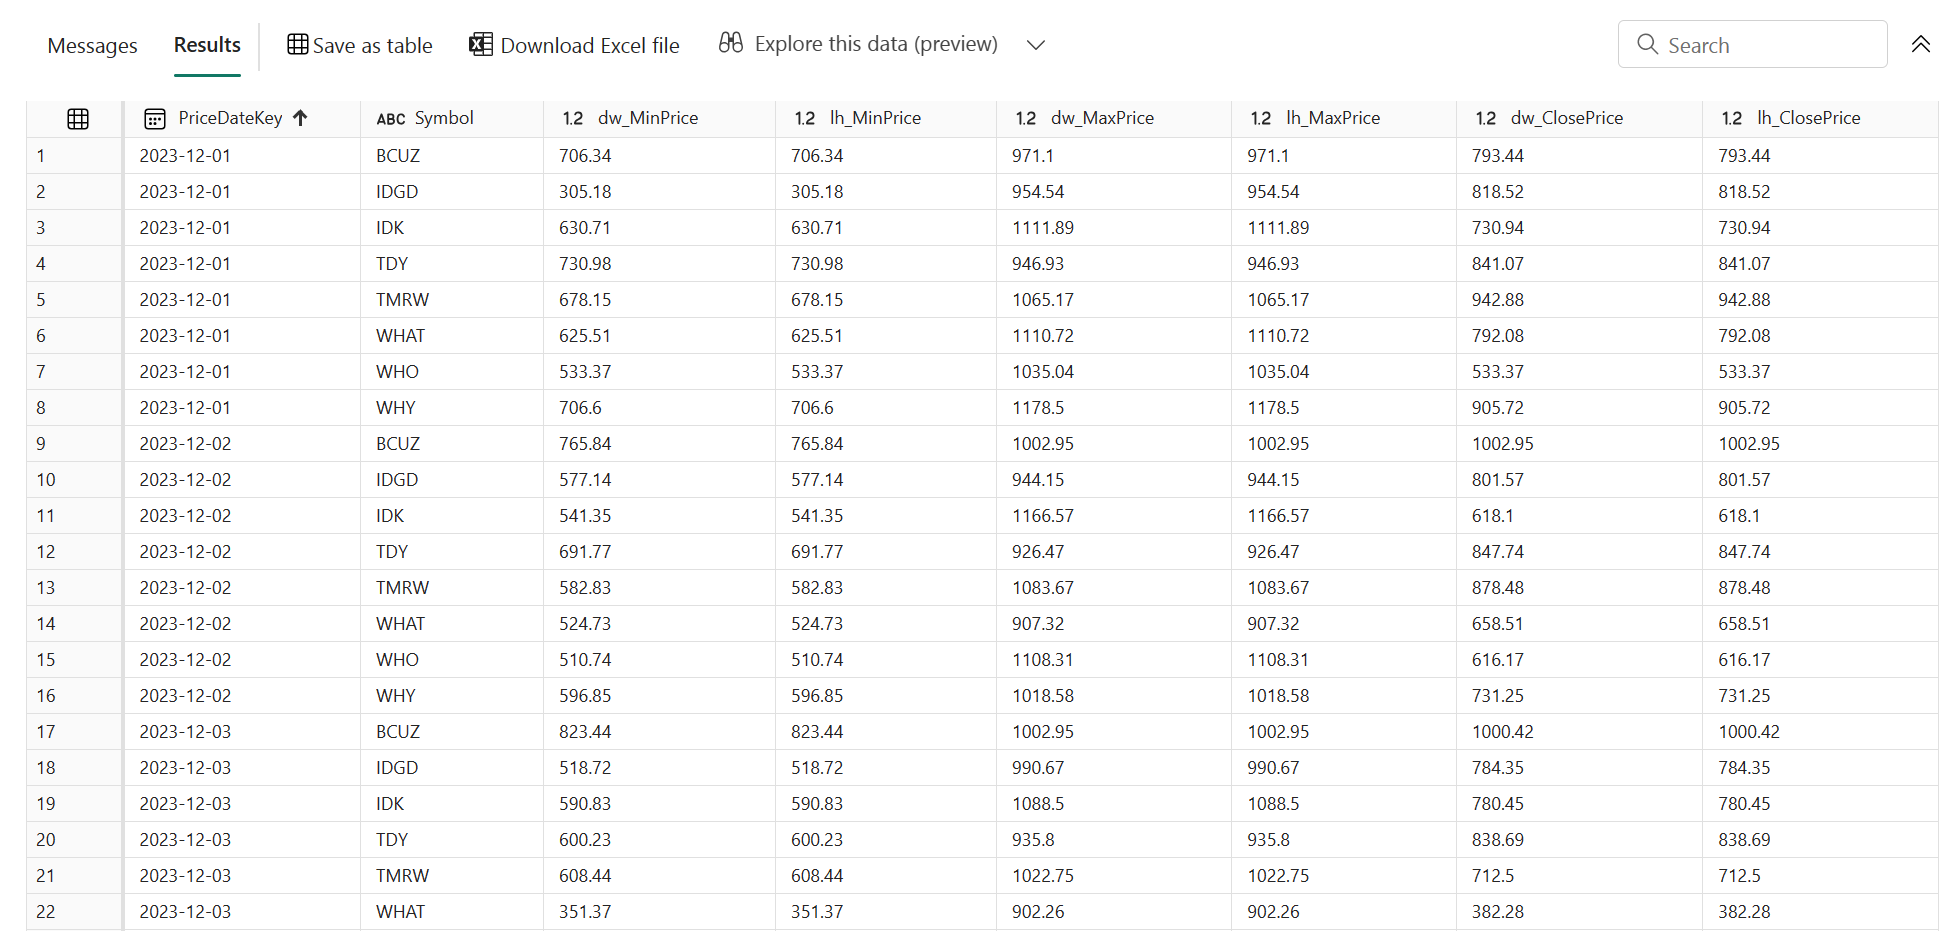 Messages Results Save as table Download Excel file Explore this data (preview) Search
PriceDateKey ABC Symbol 1.2 dw_MinPrice 1.2 lh_MinPrice 1.2 dw_MaxPrice 1.2 lh_MaxPrice 1.2 dw_ClosePrice 1.2 lh_ClosePrice
1 2023-12-01 BCUZ 706.34 706.34 971.1 971.1 793.44 793.44
2 2023-12-01 IDGD 305.18 305.18 954.54 954.54 818.52 818.52
3 2023-12-01 IDK 630.71 630.71 1111.89 1111.89 730.94 730.94
4 2023-12-01 TDY 730.98 730.98 946.93 946.93 841.07 841.07
5 2023-12-01 TMRW 678.15 678.15 1065.17 1065.17 942.88 942.88
6 2023-12-01 WHAT 625.51 625.51 1110.72 1110.72 792.08 792.08
7 2023-12-01 WHO 533.37 533.37 1035.04 1035.04 533.37 533.37
8 2023-12-01 WHY 706.6 706.6 1178.5 1178.5 905.72 905.72
9 2023-12-02 BCUZ 765.84 765.84 1002.95 1002.95 1002.95 1002.95
10 2023-12-02 IDGD 577.14 577.14 944.15 944.15 801.57 801.57
11 2023-12-02 IDK 541.35 541.35 1166.57 1166.57 618.1 618.1
12 2023-12-02 TDY 691.77 691.77 926.47 926.47 847.74 847.74
13 2023-12-02 TMRW 582.83 582.83 1083.67 1083.67 878.48 878.48
14 2023-12-02 WHAT 524.73 524.73 907.32 907.32 658.51 658.51
15 2023-12-02 WHO 510.74 510.74 1108.31 1108.31 616.17 616.17
16 2023-12-02 WHY 596.85 596.85 1018.58 1018.58 731.25 731.25
17 2023-12-03 BCUZ 823.44 823.44 1002.95 1002.95 1000.42 1000.42
18 2023-12-03 IDGD 518.72 518.72 990.67 990.67 784.35 784.35
19 2023-12-03 IDK 590.83 590.83 1088.5 1088.5 780.45 780.45
20 2023-12-03 TDY 600.23 600.23 935.8 935.8 838.69 838.69
21 2023-12-03 TMRW 608.44 608.44 1022.75 1022.75 712.5 712.5
22 2023-12-03 WHAT 351.37 351.37 902.26 902.26 382.28 382.28